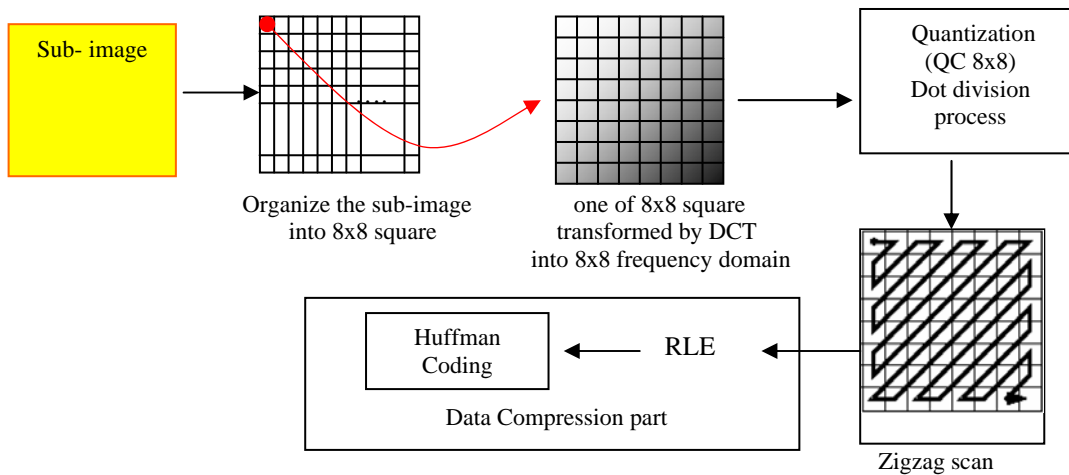 Sub- image
....
Organize the sub-image
into 8x8 square
one of 8x8 square
transformed by DCT
into 8x8 frequency domain
Quantization
(QC 8x8)
Dot division
process
Zigzag scan
RLE
Huffman
Coding
Data Compression part